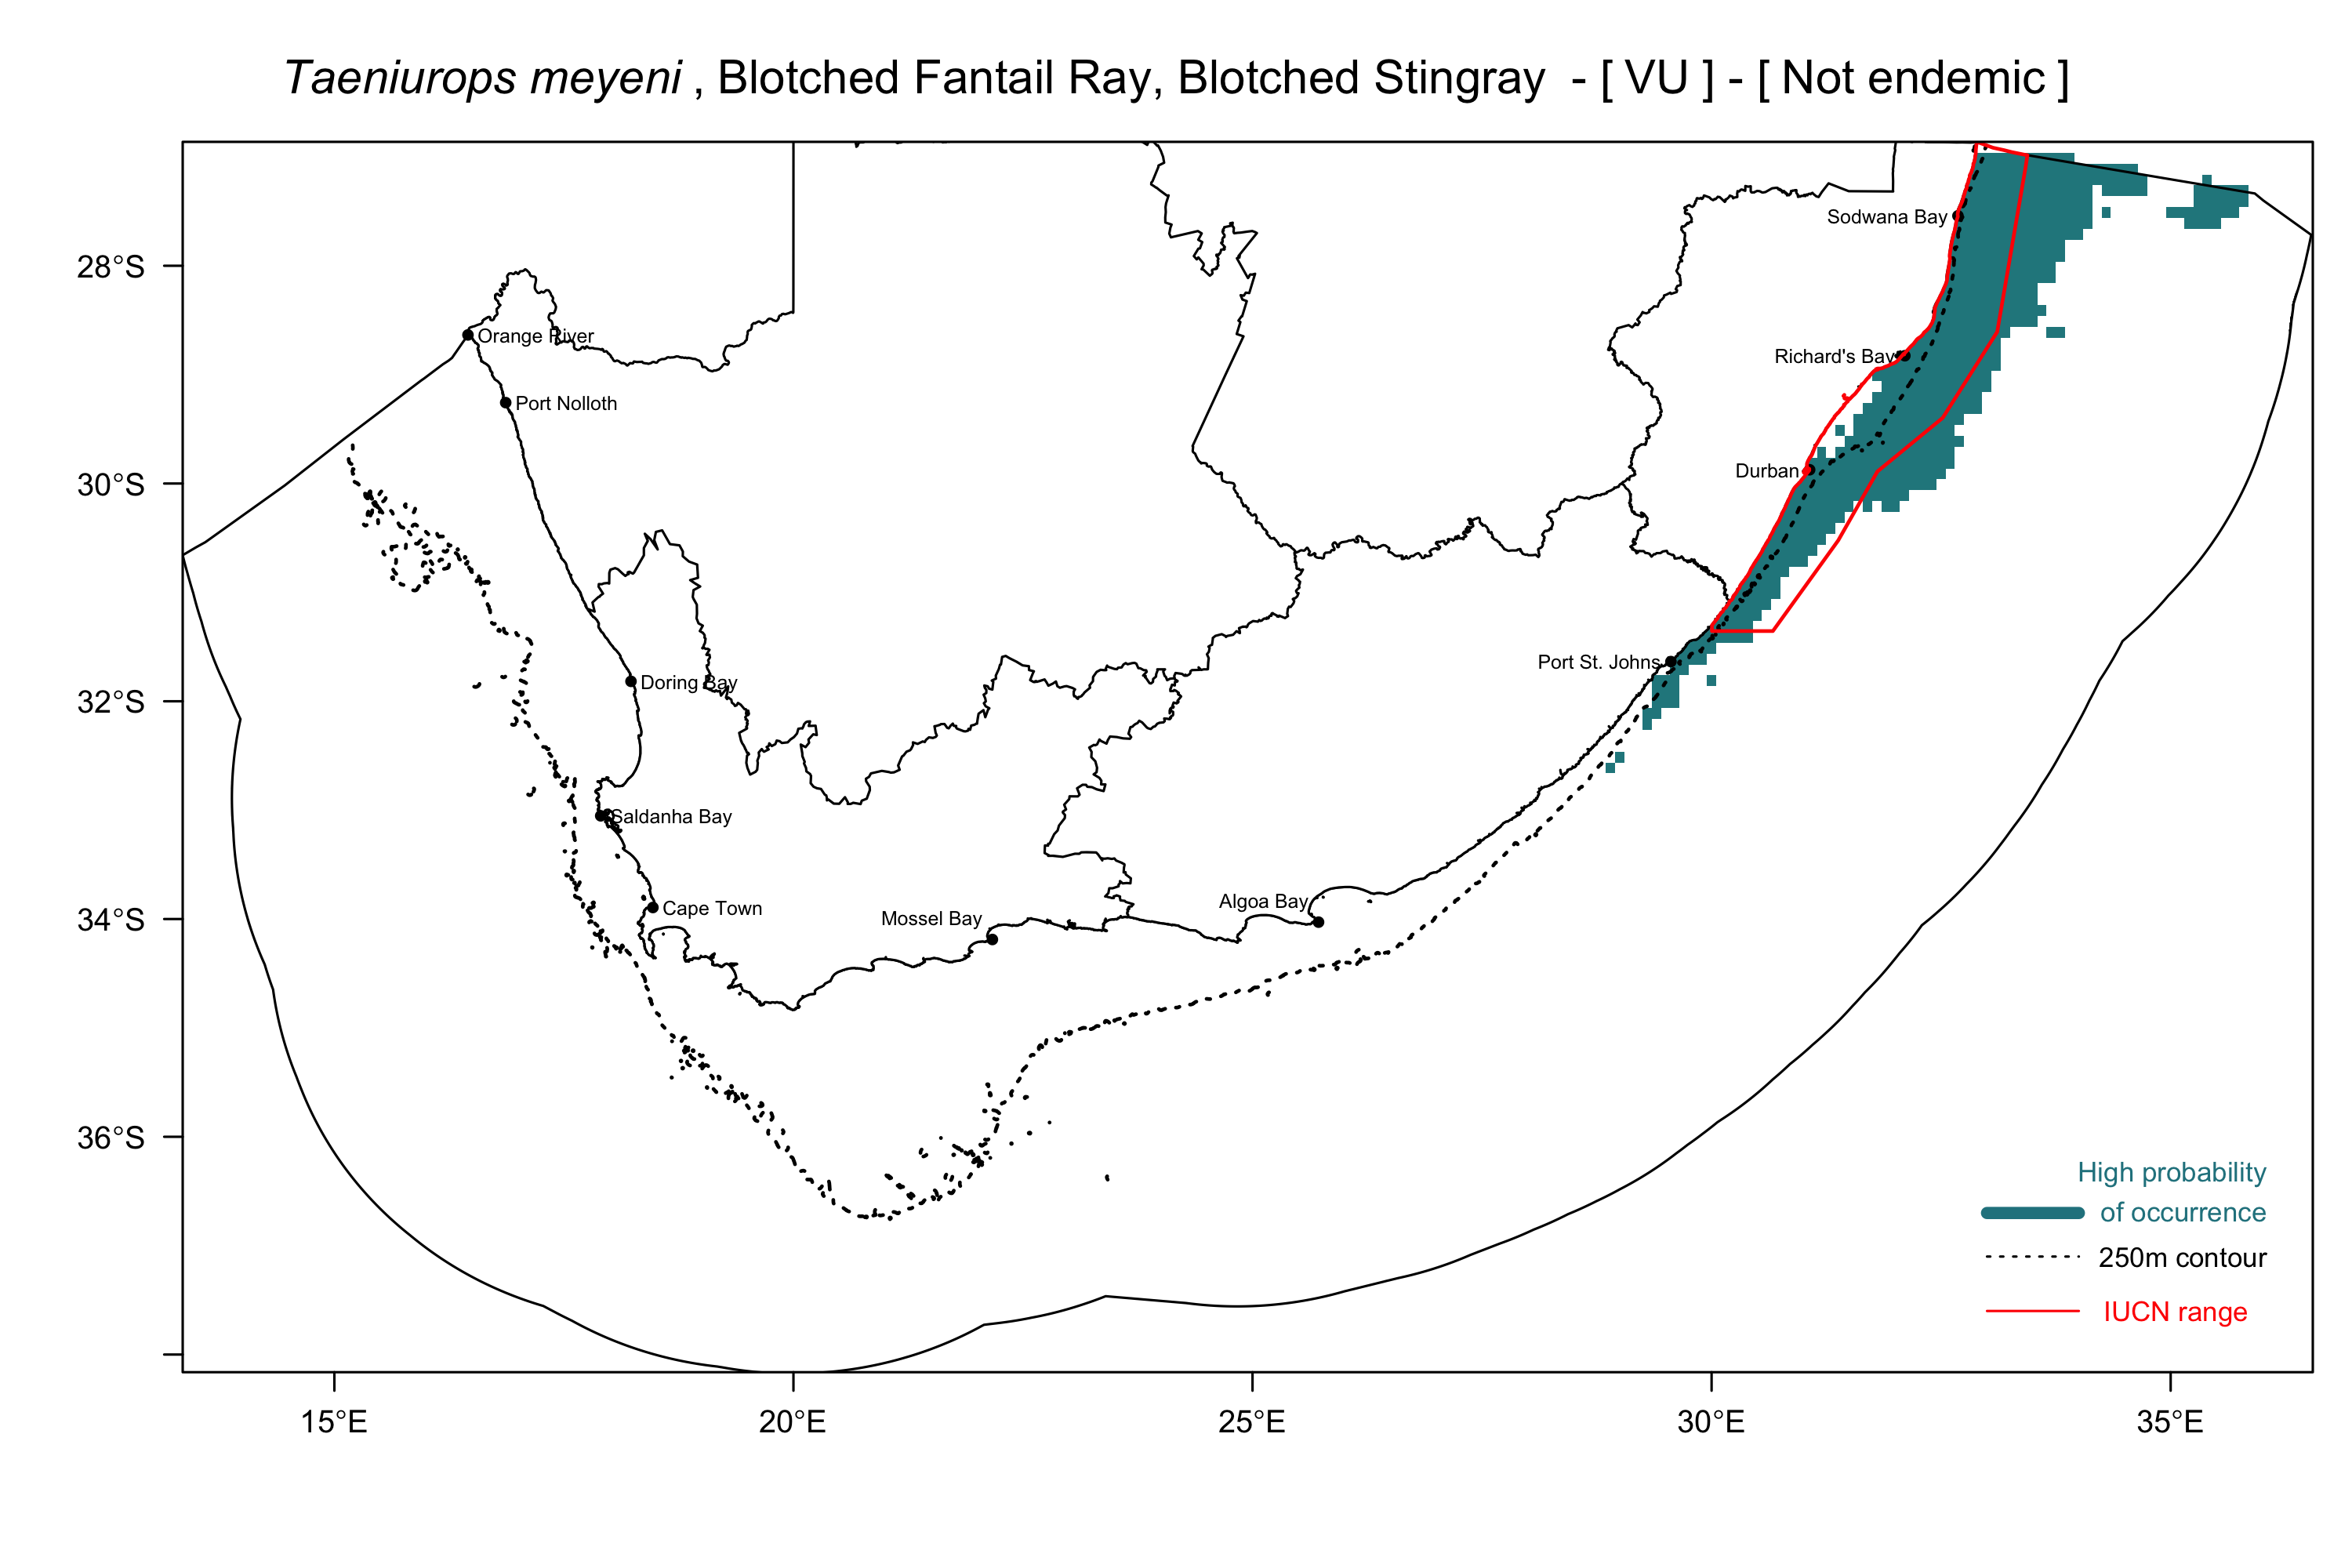 Taeniurops meyeni , Blotched Fantail Ray, Blotched Stingray - [ VU ] - [ Not endemic ]
Sodwana Bay
28°S
Orange River
Richard's Bay
Port Nolloth
Durban
30°S
Port St. Johns
Doring Bay
32°S
Saldanha Bay
Algoa Bay
Cape Town
Mossel Bay
34°S
36°S
High probability
of occurrence
250m contour
IUCN range
15°E
20°E
25°E
30°E
35°E